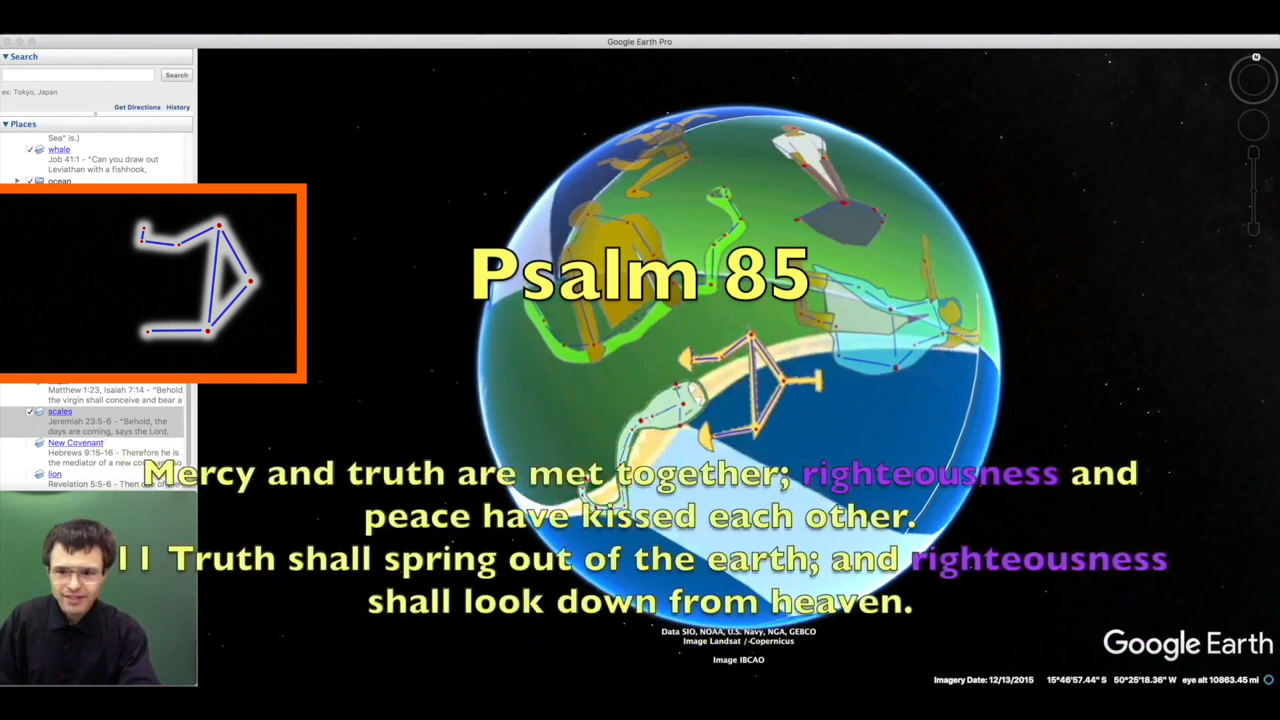 Google Earth Pro
Search
Search
ex: Tokyo, Japan
Get Directions History
Places
Sea" is.)
whale
Job 41:1 - "Can you draw out
Leviathan with a fishhook,
ocean
Matthew 1:23, Isaiah 7:14 - "Behold
the virgin shall conceive and bear a
scales
Jeremiah 23:5-6 - "Behold, the
days are coming, says the Lord,
New Covenant
Hebrews 9:15-16 - Therefore he is
the mediator of a new
lion
Revelation 5:5-6 - Then one of the
N
Psalm 85
Mercy and truth are met together; righteousness and
peace have kissed each other.
11 Truth shall spring out of the earth; and righteousness
shall look down from heaven.
Data SIO, NOAA, U.S. Navy, NGA, GEBCO
Image Landsat / Copernicus
Image IBCAO
Google Earth
Imagery Date: 12/13/2015 15°46'57.44" S 50°25'18.36" W eye alt 10863.45 mi